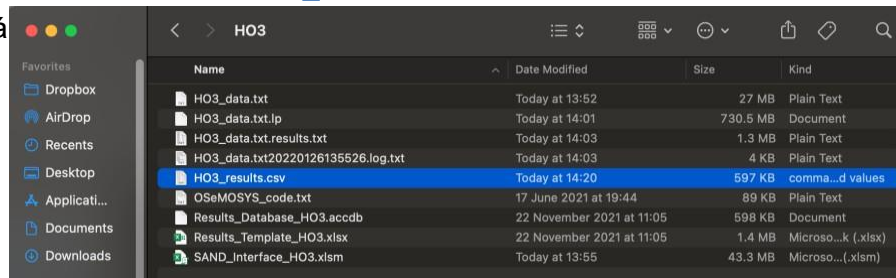 á
HO3
Favorites
Dropbox
AirDrop
Recents
Desktop
Applicati...
Documents
Downloads
Name Date Modified Size Kind
HO3_data.txt Today at 13:52 27 MB Plain Text
HO3_data.txt.lp Today at 14:01 730.5 MB Document
HO3_data.txt.results.txt Today at 14:03 1.3 MB Plain Text
HO3_data.txt20220126135526.log.txt Today at 14:03 4 KB Plain Text
HO3_results.csv Today at 14:20 597 KB comma...d values
OSeMOSYS_code.txt 17 June 2021 at 19:44 89 KB Plain Text
Results_Database_HO3.accdb 22 November 2021 at 11:05 598 KB Document
Results_Template_HO3.xlsx 22 November 2021 at 11:05 1.4 MB Microso...k (.xlsx)
SAND_Interface_HO3.xlsm Today at 13:55 43.3 MB Microso...(.xlsm)